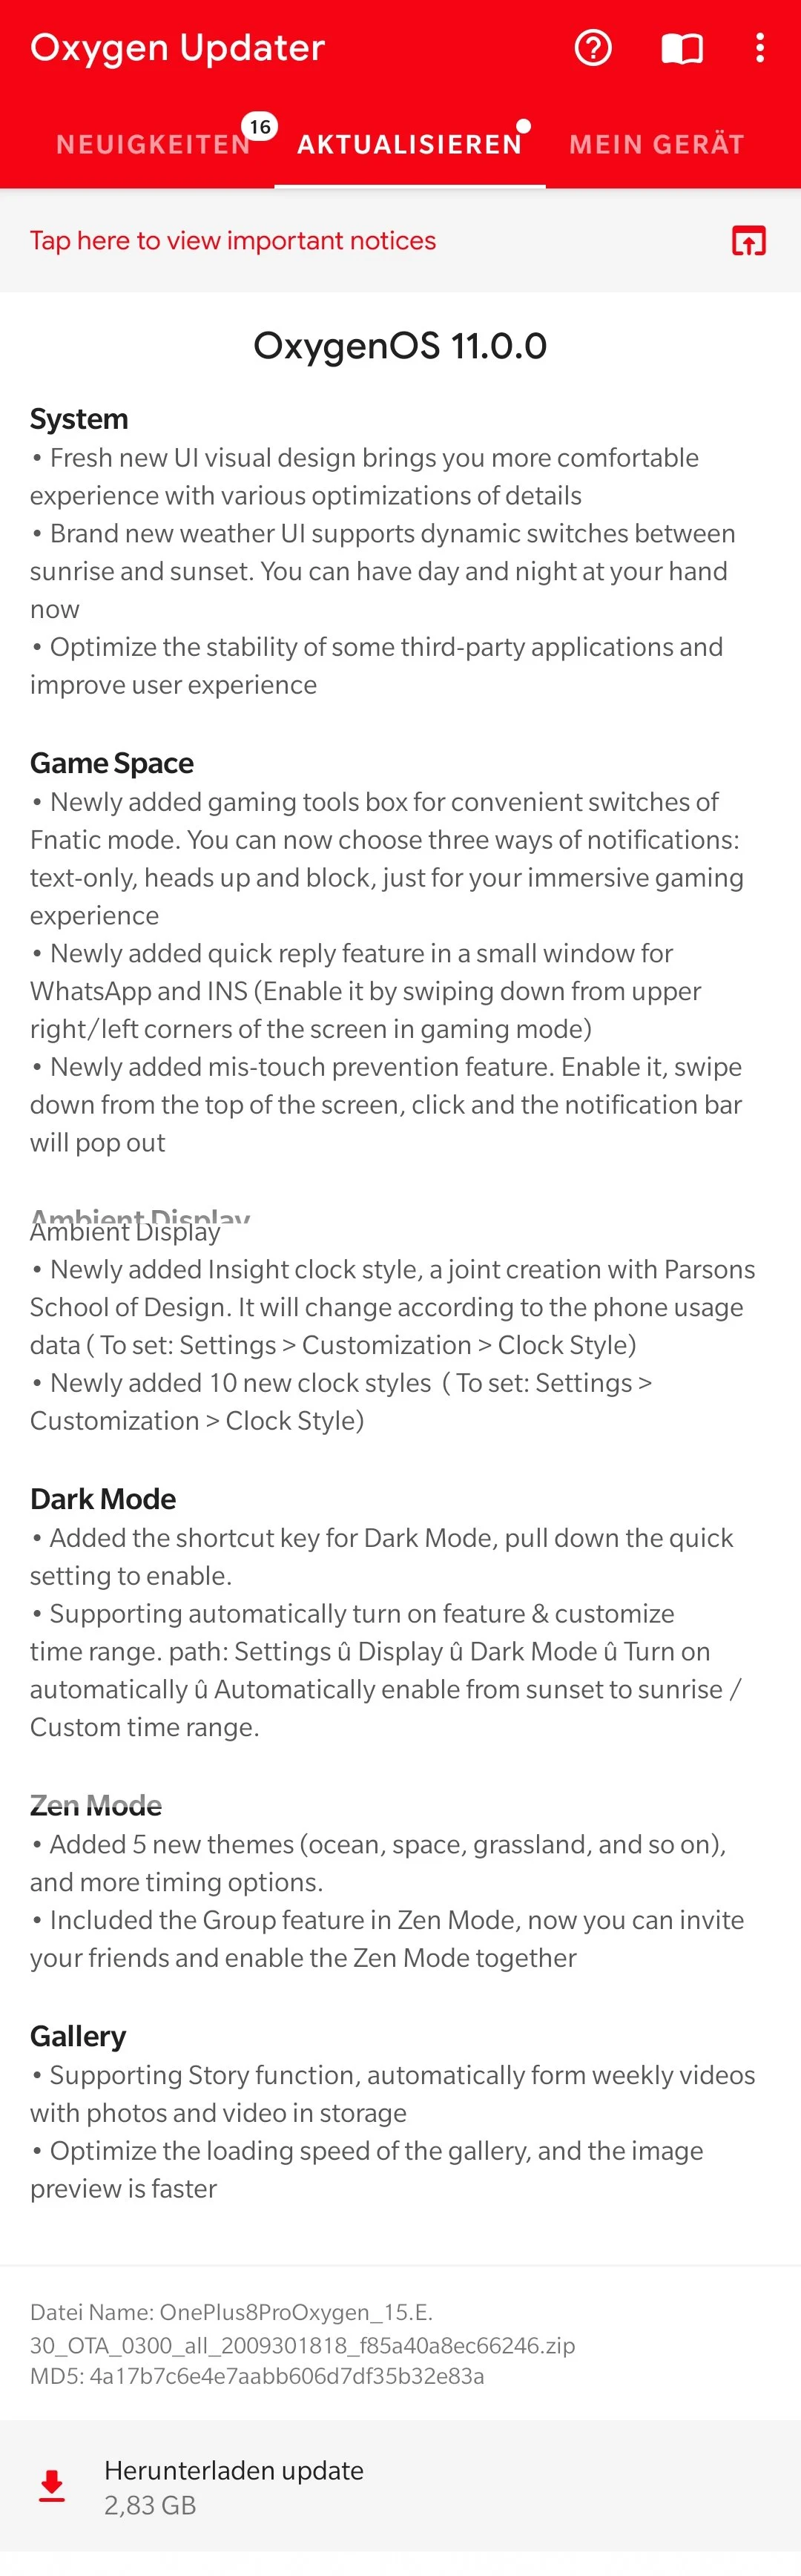 Oxygen Updater
NEUIGKEITEN
16
AKTUALISIEREN
MEIN GERÄT
Tap here to view important notices
OxygenOS 11.0.0
System
• Fresh new UI visual design brings you more comfortable
experience with various optimizations of details
• Brand new weather UI supports dynamic switches between
sunrise and sunset. You can have day and night at your hand
now
• Optimize the stability of some third-party applications and
improve user experience
Game Space
• Newly added gaming tools box for convenient switches of
Fnatic mode. You can now choose three ways of notifications:
text-only, heads up and block, just for your immersive gaming
experience
• Newly added quick reply feature in a small window for
WhatsApp and INS (Enable it by swiping down from upper
right/left corners of the screen in gaming mode)
• Newly added mis-touch prevention feature. Enable it, swipe
down from the top of the screen, click and the notification bar
will pop out
Ambient Display
Ambient Display
• Newly added Insight clock style, a joint creation with Parsons
School of Design. It will change according to the phone usage
data ( To set: Settings > Customization > Clock Style)
• Newly added 10 new clock styles ( To set: Settings >
Customization > Clock Style)
Dark Mode
• Added the shortcut key for Dark Mode, pull down the quick
setting to enable.
• Supporting automatically turn on feature & customize
time range. path: Settings û Display û Dark Mode û Turn on
automatically û Automatically enable from sunset to sunrise /
Custom time range.
Zen Mode
• Added 5 new themes (ocean, space, grassland, and so on),
and more timing options.
• Included the Group feature in Zen Mode, now you can invite
your friends and enable the Zen Mode together
Gallery
• Supporting Story function, automatically form weekly videos
with photos and video in storage
• Optimize the loading speed of the gallery, and the image
preview is faster
Datei Name: OnePlus8ProOxygen_15.E.
30_OTA_0300_all_2009301818_f85a40a8ec66246.zip
MD5: 4a17b7c6e4e7aabb606d7df35b32e83a
Herunterladen update
2,83 GB